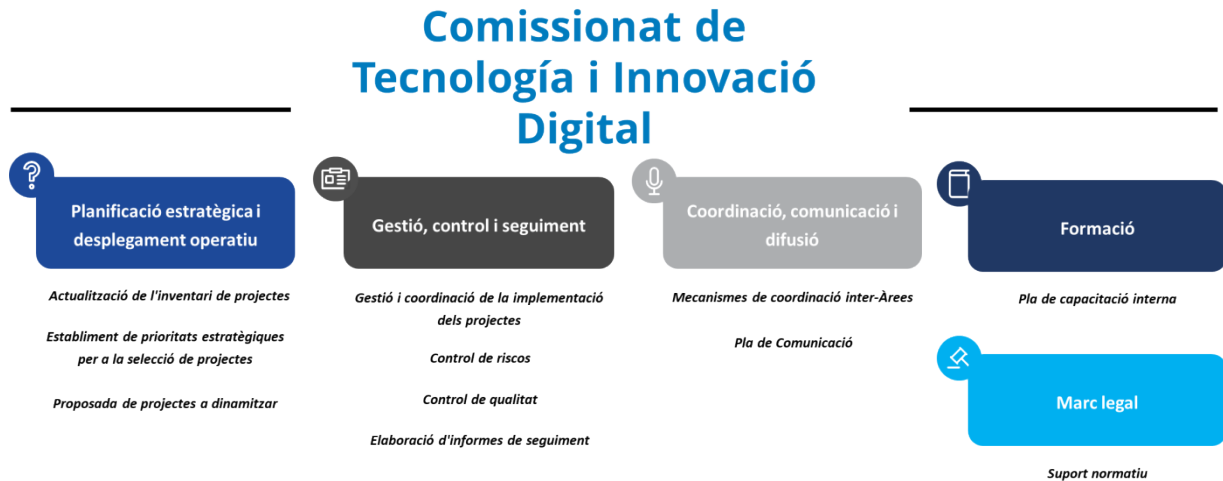 Comissionat de
Tecnología i Innovació
Digital
Planificació estratègica i
desplegament operatiu
Actualització de l'inventari de projectes
Establiment de prioritats estratégiques
per a la selecció de projectes
Proposada de projectes a dinamitzar
Gestió, control i seguiment
Gestió i coordinació de la implementació
dels projectes
Control de riscos
Control de qualitat
Elaboració d'informes de seguiment
Coordinació, comunicació i
difusió
Mecanismes de coordinació inter-Àrees
Pla de Comunicació
Formació
Pla de capacitació interna
Marc legal
Suport normatiu